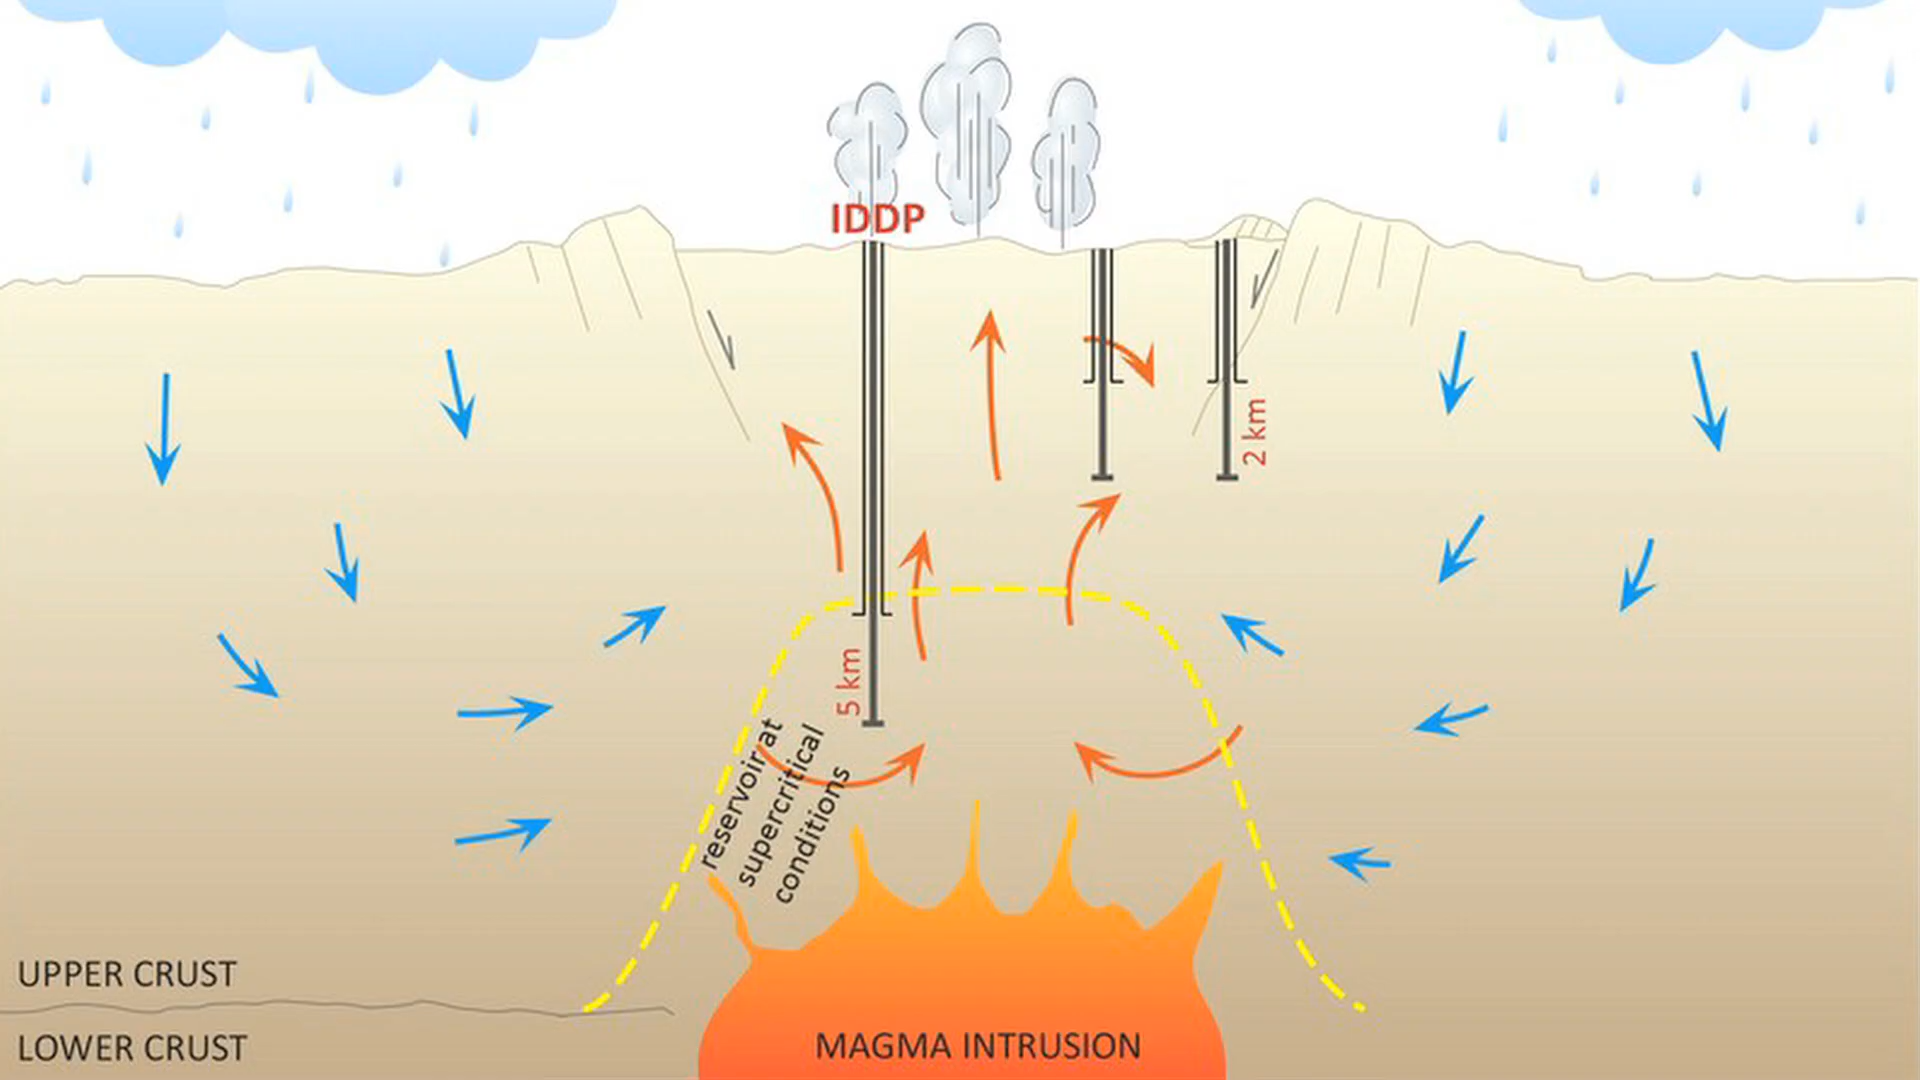 IDDP
2 km
5 km
reservoir at
supercritical
conditions
UPPER CRUST
LOWER CRUST
MAGMA INTRUSION